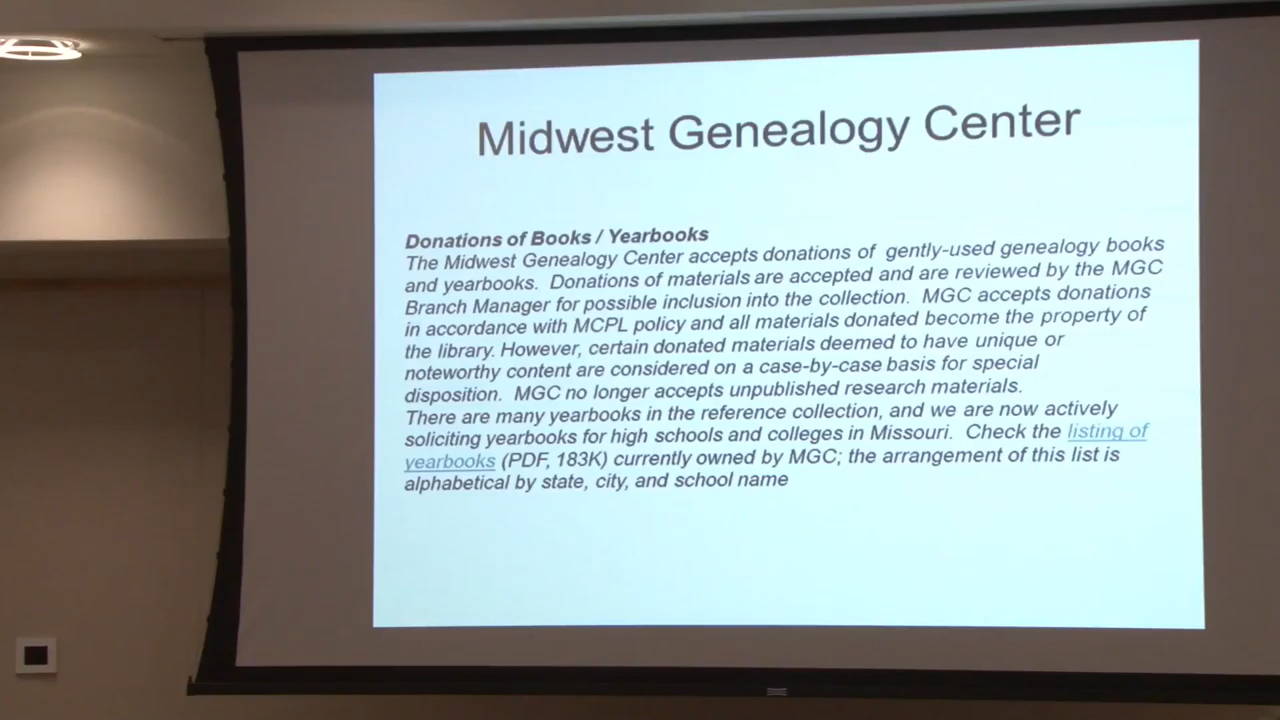 Midwest Genealogy Center
Donations of Books / Yearbooks
The Midwest Genealogy Center accepts donations of gently-used genealogy books
and yearbooks. Donations of materials are accepted and are reviewed by the MGC
Branch Manager for possible inclusion into the collection. MGC accepts donations
in accordance with MCPL policy and all materials donated become the property of
the library. However, certain donated materials deemed to have unique or
noteworthy content are considered on a case-by-case basis for special
disposition. MGC no longer accepts unpublished research materials.
There are many yearbooks in the reference collection, and we are now actively
soliciting yearbooks for high schools and colleges in Missouri. Check the listing of
yearbooks (PDF, 183K) currently owned by MGC; the arrangement of this list is
alphabetical by state, city, and school name